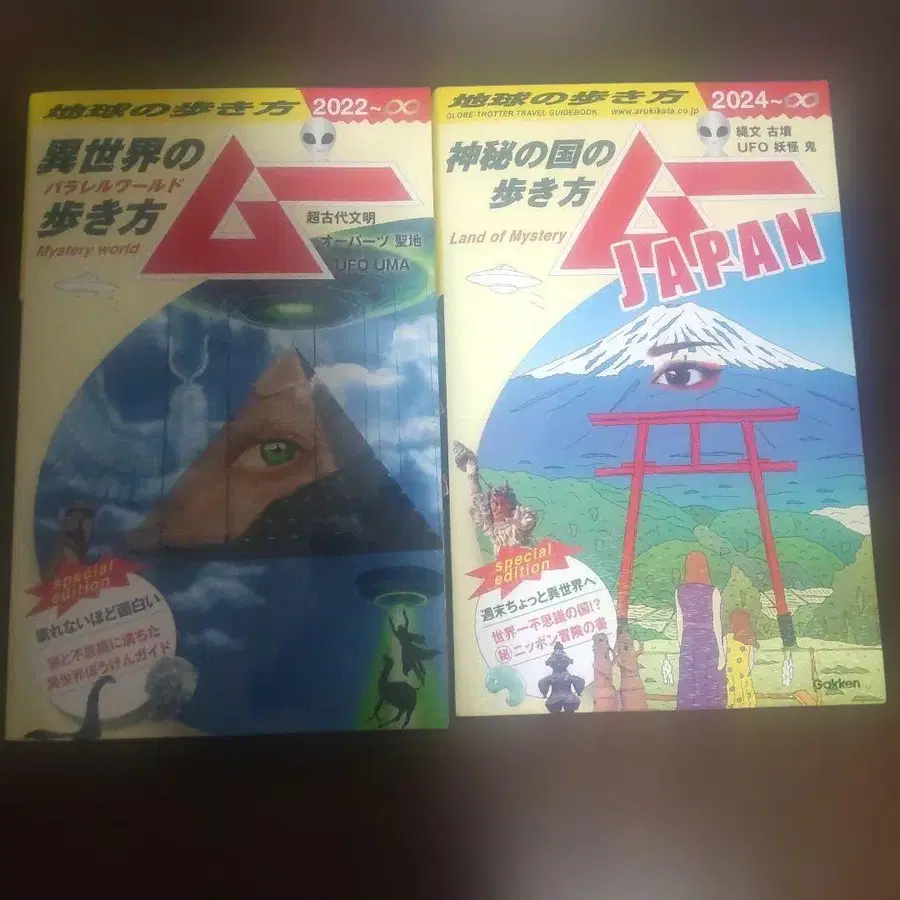 地球の歩き方
2022~∞
異世界の
パラレルワールド
歩き方
Mystery world
ムー
超古代文明
オーパーツ 聖地
UFO UMA
special
edition
眠れないほど面白い
謎と不思議に満ちた
異世界ぼうけんガイド
地球の歩き方
GLOBE-TROTTER TRAVEL GUIDEBOOK
www.arukikata.co.jp
2024~∞
縄文 古墳
UFO 妖怪 鬼
神秘の国の
歩き方
Land of Mystery
ムー
JAPAN
special
edition
週末ちょっと異世界へ
世界一不思議の国!?
㊙ニッポン冒険の書
Gakken